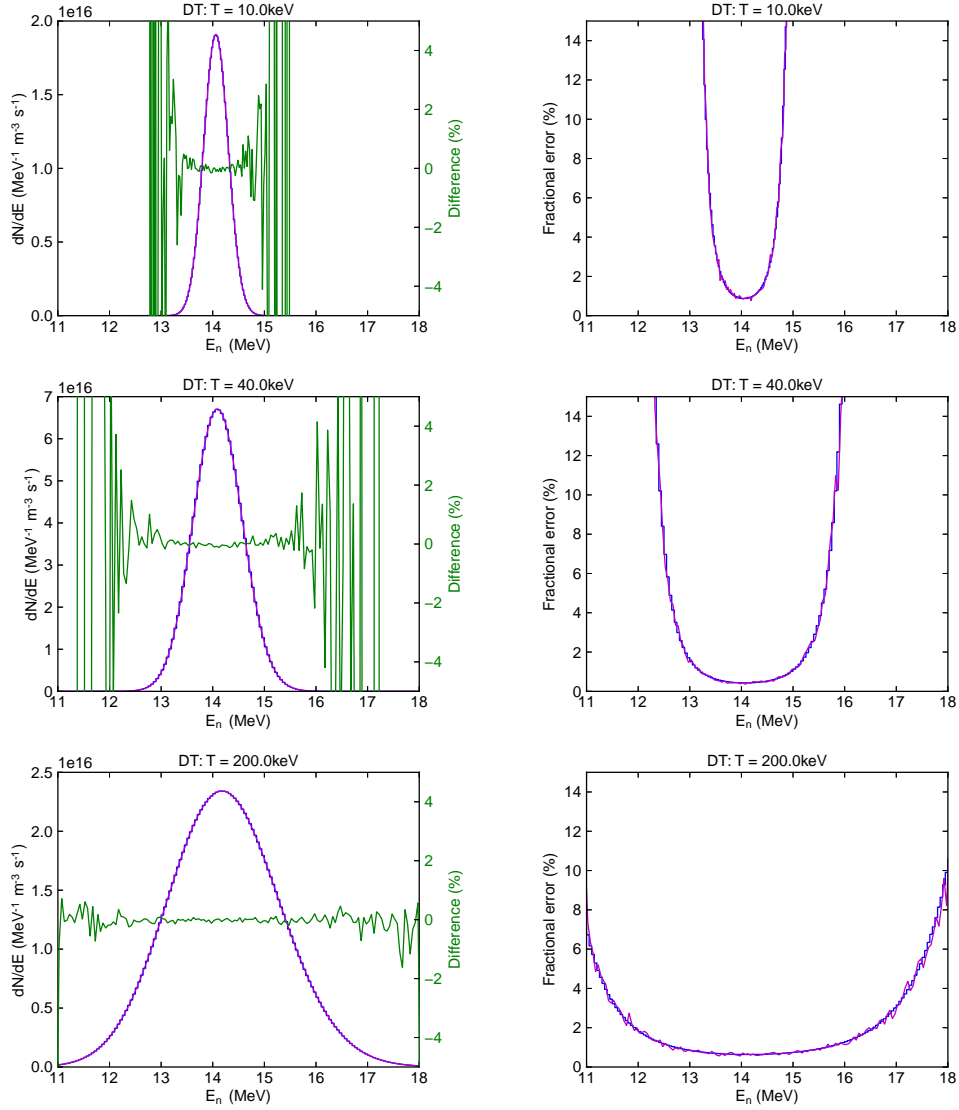 DT: T = 10.0keV
1e16
2.0
1.5
1.0
0.5
0.0
dN/dE (MeV⁻¹ m⁻³ s⁻¹)
4
2
0
−2
−4
Difference (%)
11 12 13 14 15 16 17 18
Eₙ (MeV)
DT: T = 10.0keV
14
12
10
8
6
4
2
0
Fractional error (%)
11 12 13 14 15 16 17 18
Eₙ (MeV)
DT: T = 40.0keV
1e16
7
6
5
4
3
2
1
0
dN/dE (MeV⁻¹ m⁻³ s⁻¹)
4
2
0
−2
−4
Difference (%)
11 12 13 14 15 16 17 18
Eₙ (MeV)
DT: T = 40.0keV
14
12
10
8
6
4
2
0
Fractional error (%)
11 12 13 14 15 16 17 18
Eₙ (MeV)
DT: T = 200.0keV
1e16
2.5
2.0
1.5
1.0
0.5
0.0
dN/dE (MeV⁻¹ m⁻³ s⁻¹)
4
2
0
−2
−4
Difference (%)
11 12 13 14 15 16 17 18
Eₙ (MeV)
DT: T = 200.0keV
14
12
10
8
6
4
2
0
Fractional error (%)
11 12 13 14 15 16 17 18
Eₙ (MeV)